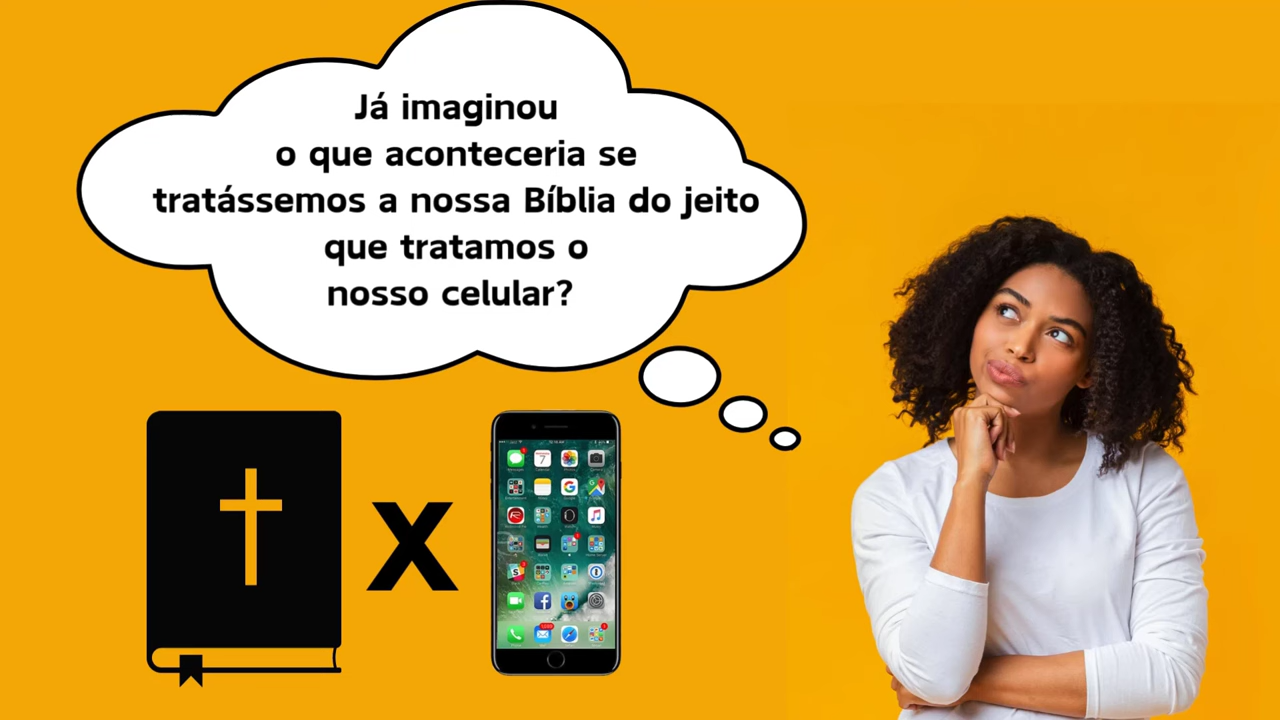 Já imaginou
o que aconteceria se
tratássemos a nossa Bíblia do jeito
que tratamos o
nosso celular?
X